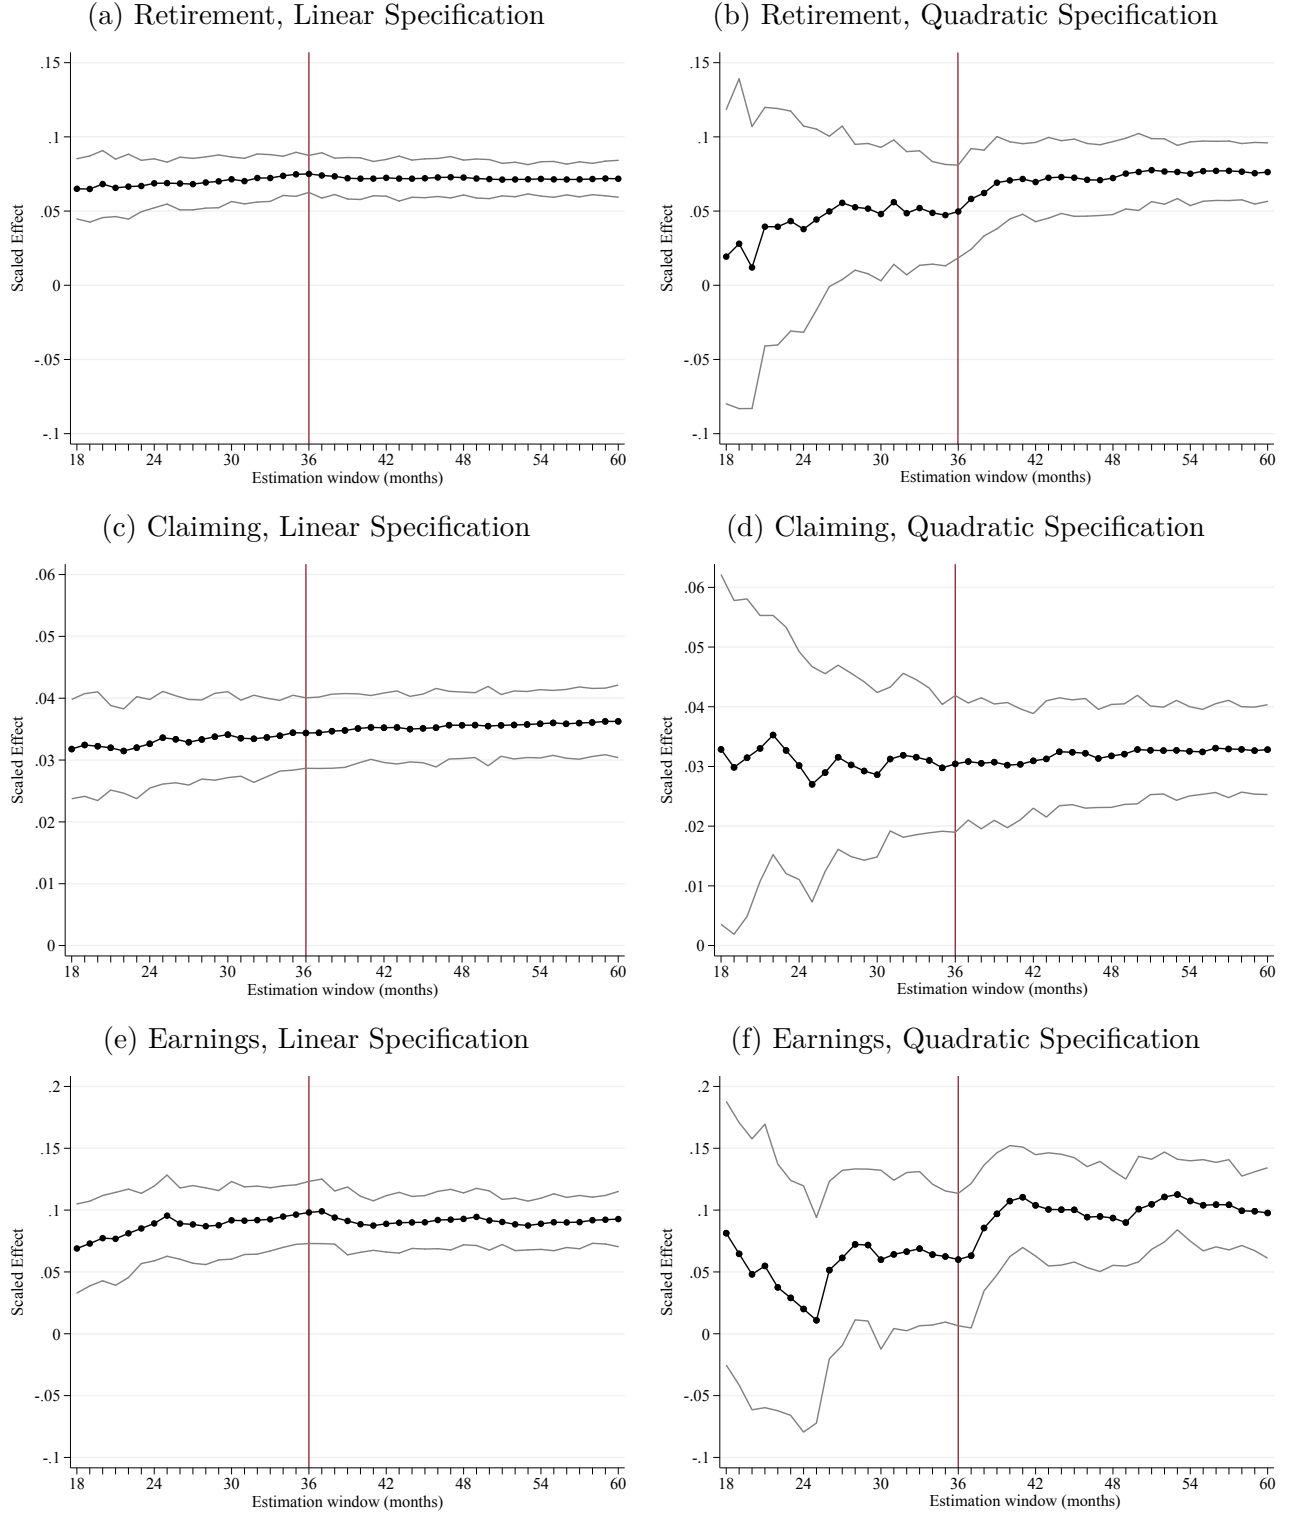 (a) Retirement, Linear Specification
.15
.1
.05
0
-.05
-.1
Scaled Effect
18 24 30 36 42 48 54 60
Estimation window (months)
(b) Retirement, Quadratic Specification
.15
.1
.05
0
-.05
-.1
Scaled Effect
18 24 30 36 42 48 54 60
Estimation window (months)
(c) Claiming, Linear Specification
.06
.05
.04
.03
.02
.01
0
Scaled Effect
18 24 30 36 42 48 54 60
Estimation window (months)
(d) Claiming, Quadratic Specification
.06
.05
.04
.03
.02
.01
0
Scaled Effect
18 24 30 36 42 48 54 60
Estimation window (months)
(e) Earnings, Linear Specification
.2
.15
.1
.05
0
-.05
-.1
Scaled Effect
18 24 30 36 42 48 54 60
Estimation window (months)
(f) Earnings, Quadratic Specification
.2
.15
.1
.05
0
-.05
-.1
Scaled Effect
18 24 30 36 42 48 54 60
Estimation window (months)